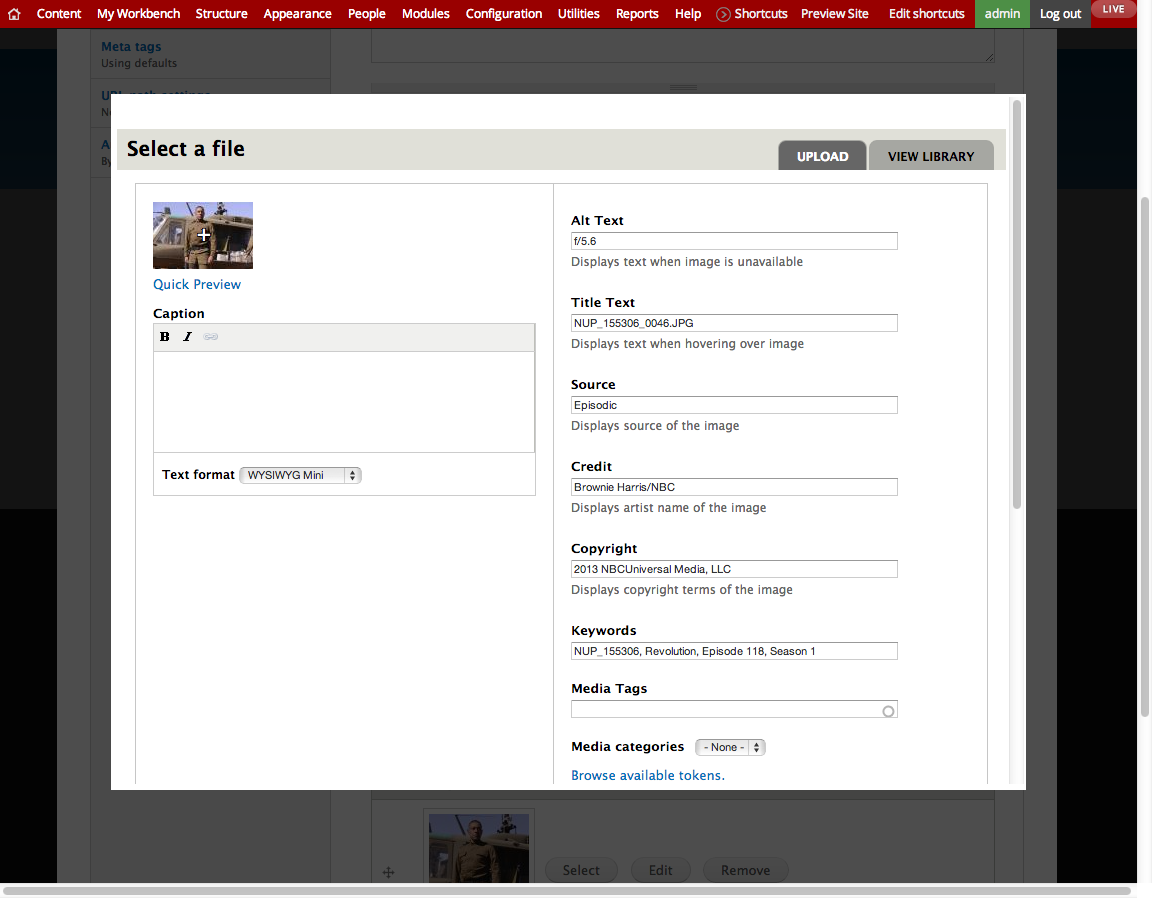 Content My Workbench Structure Appearance People Modules Configuration Utilities Reports Help Shortcuts Preview Site Edit shortcuts admin Log out LIVE
Meta tags
Using defaults
Select a file
UPLOAD VIEW LIBRARY
Quick Preview
Caption
B I
Text format WYSIWYG Mini
Alt Text
f/5.6
Displays text when image is unavailable
Title Text
NUP_155306_0046.JPG
Displays text when hovering over image
Source
Episodic
Displays source of the image
Credit
Brownie Harris/NBC
Displays artist name of the image
Copyright
2013 NBCUniversal Media, LLC
Displays copyright terms of the image
Keywords
NUP_155306, Revolution, Episode 118, Season 1
Media Tags
Media categories - None -
Browse available tokens.
Select Edit Remove